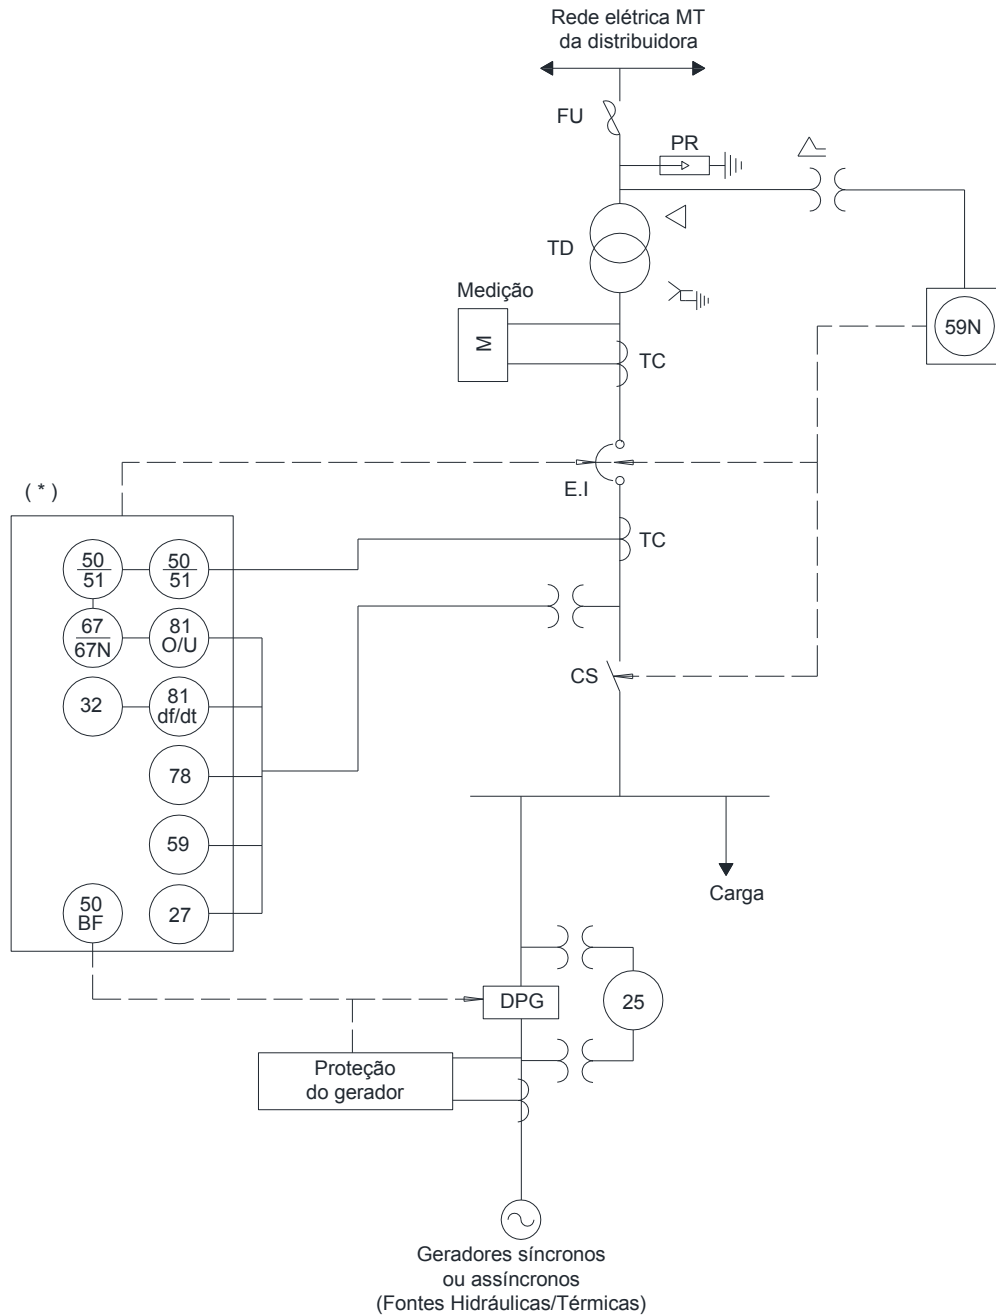 Rede elétrica MT
da distribuidora
FU
PR
TD
Medição
M
TC
59N
E.I
( * )
TC
50
51
50
51
67
67N
81
O/U
CS
32
81
df/dt
78
59
Carga
50
BF
27
DPG
25
Proteção
do gerador
Geradores síncronos
ou assíncronos
(Fontes Hidráulicas/Térmicas)